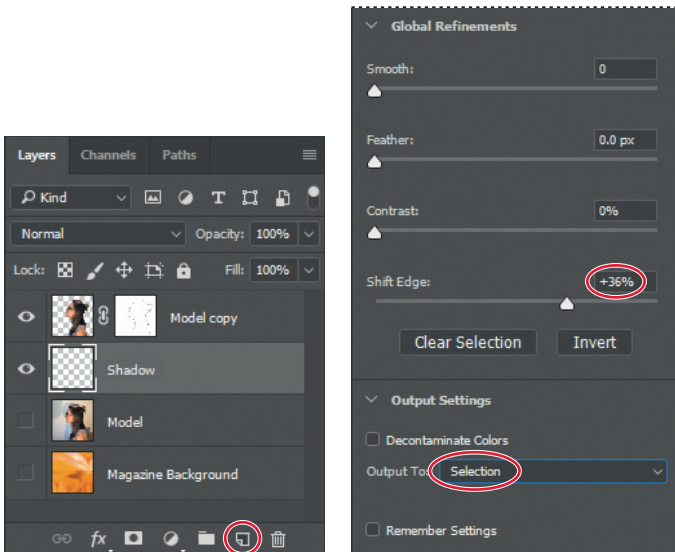 Layers Channels Paths
Kind T
Normal Opacity: 100%
Lock: Fill: 100%
Model copy
Shadow
Model
Magazine Background
fx
Global Refinements
Smooth: 0
Feather: 0.0 px
Contrast: 0%
Shift Edge: +36%
Clear Selection Invert
Output Settings
Decontaminate Colors
Output To: Selection
Remember Settings